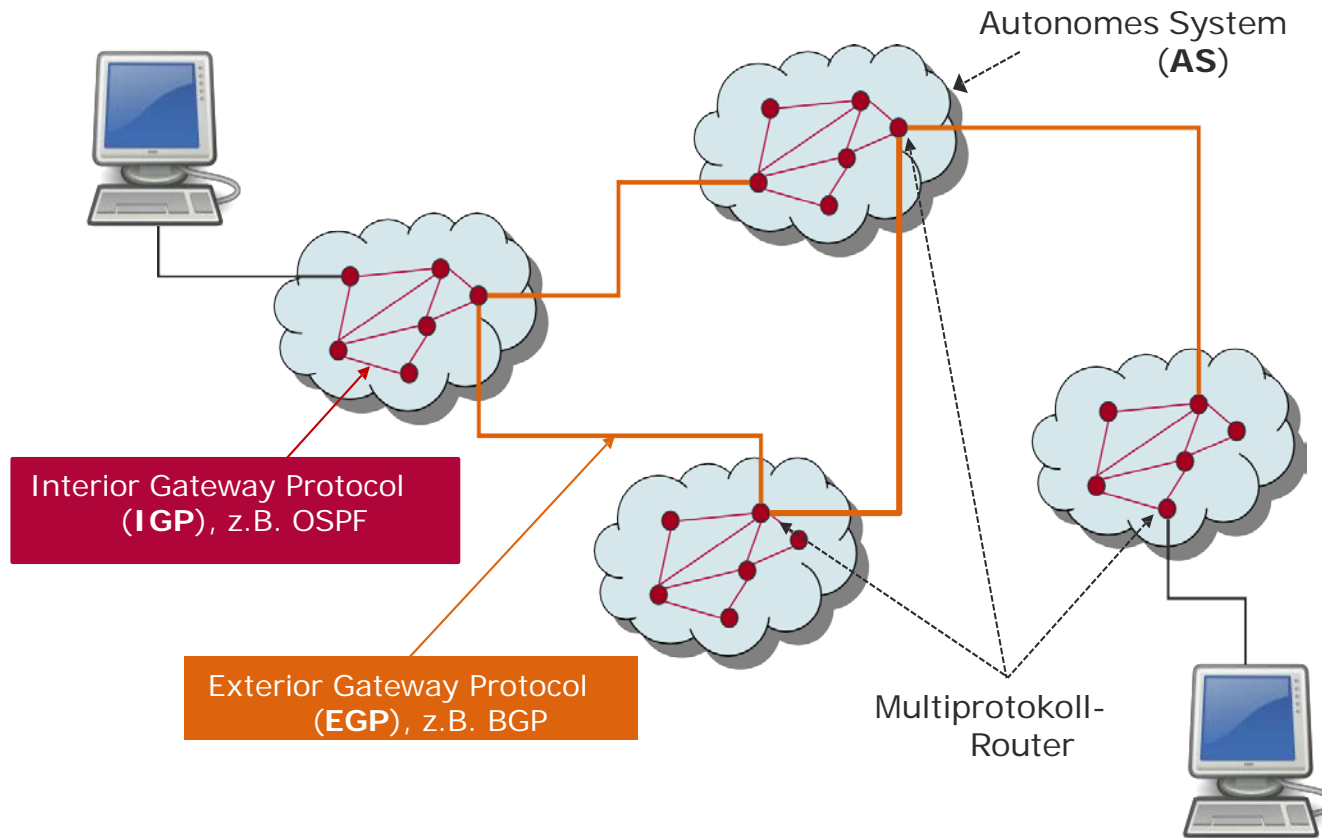 Autonomes System
(AS)
Interior Gateway Protocol
(IGP), z.B. OSPF
Exterior Gateway Protocol
(EGP), z.B. BGP
Multiprotokoll-
Router